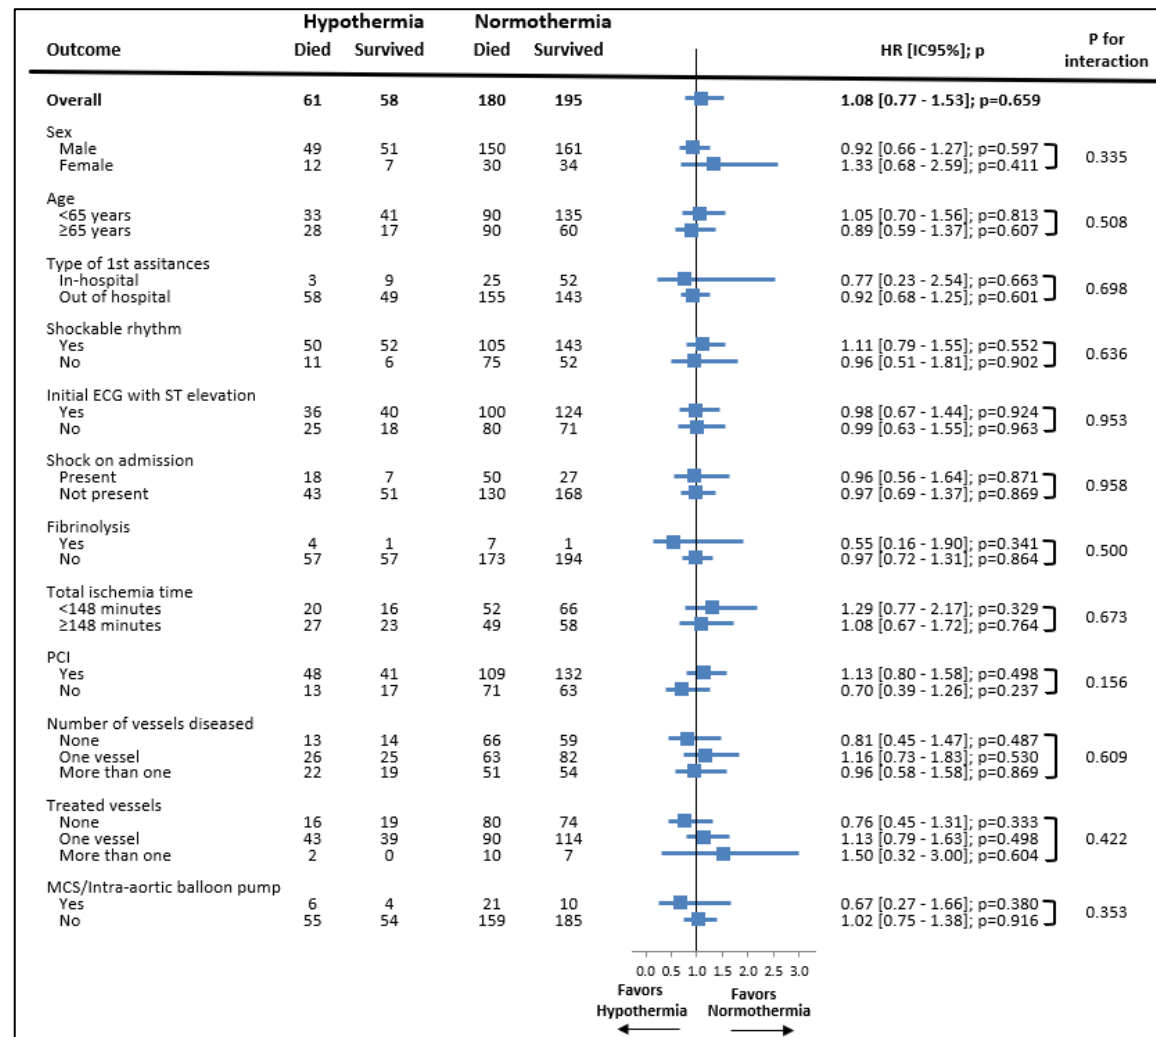 Hypothermia Normothermia
Outcome Died Survived Died Survived HR [IC95%]; p P for interaction
Overall 61 58 180 195 1.08 [0.77 - 1.53]; p=0.659
Sex
Male 49 51 150 161 0.92 [0.66 - 1.27]; p=0.597
Female 12 7 30 34 1.33 [0.68 - 2.59]; p=0.411
0.335
Age
<65 years 33 41 90 135 1.05 [0.70 - 1.56]; p=0.813
≥65 years 28 17 90 60 0.89 [0.59 - 1.37]; p=0.607
0.508
Type of 1st assitances
In-hospital 3 9 25 52 0.77 [0.23 - 2.54]; p=0.663
Out of hospital 58 49 155 143 0.92 [0.68 - 1.25]; p=0.601
0.698
Shockable rhythm
Yes 50 52 105 143 1.11 [0.79 - 1.55]; p=0.552
No 11 6 75 52 0.96 [0.51 - 1.81]; p=0.902
0.636
Initial ECG with ST elevation
Yes 36 40 100 124 0.98 [0.67 - 1.44]; p=0.924
No 25 18 80 71 0.99 [0.63 - 1.55]; p=0.963
0.953
Shock on admission
Present 18 7 50 27 0.96 [0.56 - 1.64]; p=0.871
Not present 43 51 130 168 0.97 [0.69 - 1.37]; p=0.869
0.958
Fibrinolysis
Yes 4 1 7 1 0.55 [0.16 - 1.90]; p=0.341
No 57 57 173 194 0.97 [0.72 - 1.31]; p=0.864
0.500
Total ischemia time
<148 minutes 20 16 52 66 1.29 [0.77 - 2.17]; p=0.329
≥148 minutes 27 23 49 58 1.08 [0.67 - 1.72]; p=0.764
0.673
PCI
Yes 48 41 109 132 1.13 [0.80 - 1.58]; p=0.498
No 13 17 71 63 0.70 [0.39 - 1.26]; p=0.237
0.156
Number of vessels diseased
None 13 14 66 59 0.81 [0.45 - 1.47]; p=0.487
One vessel 26 25 63 82 1.16 [0.73 - 1.83]; p=0.530
More than one 22 19 51 54 0.96 [0.58 - 1.58]; p=0.869
0.609
Treated vessels
None 16 19 80 74 0.76 [0.45 - 1.31]; p=0.333
One vessel 43 39 90 114 1.13 [0.79 - 1.63]; p=0.498
More than one 2 0 10 7 1.50 [0.32 - 3.00]; p=0.604
0.422
MCS/Intra-aortic balloon pump
Yes 6 4 21 10 0.67 [0.27 - 1.66]; p=0.380
No 55 54 159 185 1.02 [0.75 - 1.38]; p=0.916
0.353
0.0 0.5 1.0 1.5 2.0 2.5 3.0
Favors Hypothermia
Favors Normothermia